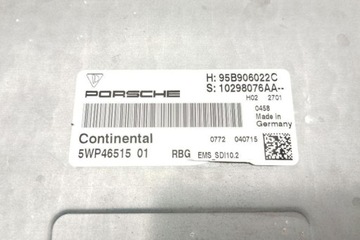 PORSCHE
H: 95B906022C
S: 10298076AA--
H02 2701
0458
Made in Germany
Continental
0772 040715
5WP46515 01
RBG EMS_SDI10.2